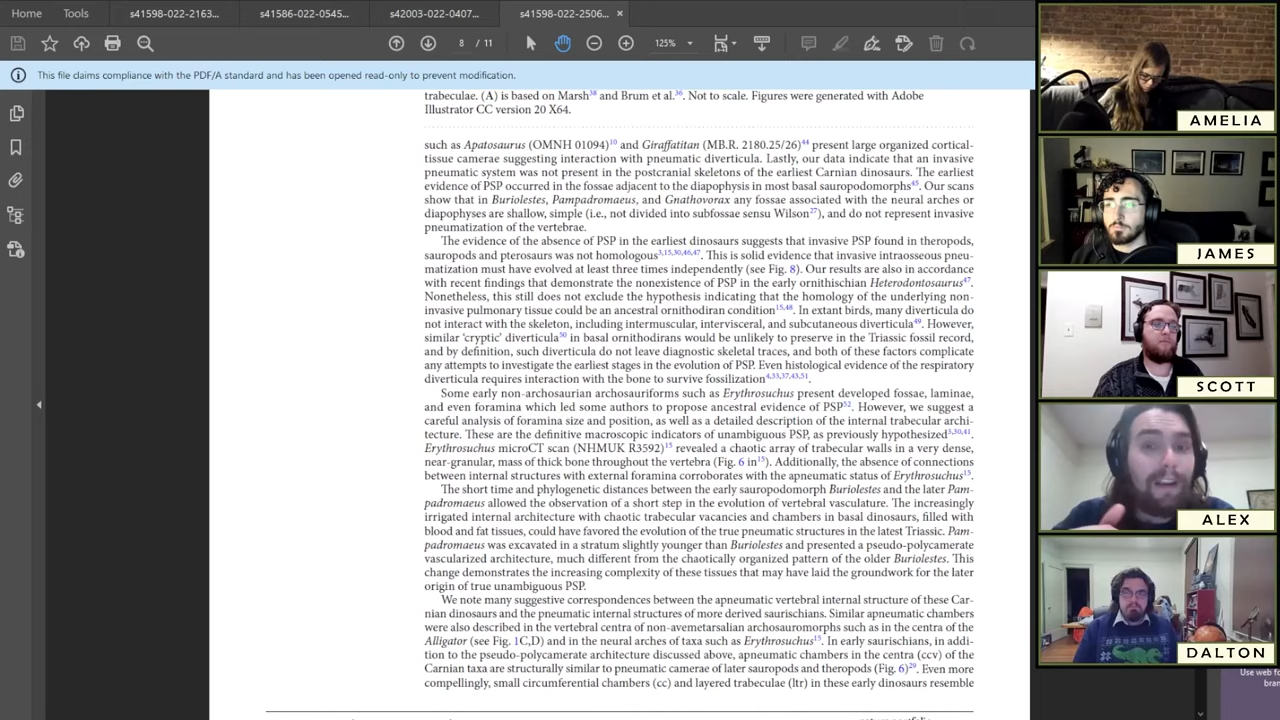 Home Tools s41598-022-2163... s41586-022-0545... s42003-022-0407... s41598-022-2506... ×
8 / 11 125%
This file claims compliance with the PDF/A standard and has been opened read-only to prevent modification.
trabeculae. (A) is based on Marsh38 and Brum et al.36. Not to scale. Figures were generated with Adobe
Illustrator CC version 20 X64.
such as Apatosaurus (OMNH 01094)10 and Giraffatitan (MB.R. 2180.25/26)44 present large organized cortical-
tissue camerae suggesting interaction with pneumatic diverticula. Lastly, our data indicate that an invasive
pneumatic system was not present in the postcranial skeletons of the earliest Carnian dinosaurs. The earliest
evidence of PSP occurred in the fossae adjacent to the diapophysis in most basal sauropodomorphs45. Our scans
show that in Buriolestes, Pampadromaeus, and Gnathovorax any fossae associated with the neural arches or
diapophyses are shallow, simple (i.e., not divided into subfossae sensu Wilson27), and do not represent invasive
pneumatization of the vertebrae.
The evidence of the absence of PSP in the earliest dinosaurs suggests that invasive PSP found in theropods,
sauropods and pterosaurs was not homologous3,15,30,46,47. This is solid evidence that invasive intraosseous pneu-
matization must have evolved at least three times independently (see Fig. 8). Our results are also in accordance
with recent findings that demonstrate the nonexistence of PSP in the early ornithischian Heterodontosaurus47.
Nonetheless, this still does not exclude the hypothesis indicating that the homology of the underlying non-
invasive pulmonary tissue could be an ancestral ornithodiran condition15,48. In extant birds, many diverticula do
not interact with the skeleton, including intermuscular, intervisceral, and subcutaneous diverticula49. However,
similar 'cryptic' diverticula50 in basal ornithodirans would be unlikely to preserve in the Triassic fossil record,
and by definition, such diverticula do not leave diagnostic skeletal traces, and both of these factors complicate
any attempts to investigate the earliest stages in the evolution of PSP. Even histological evidence of the respiratory
diverticula requires interaction with the bone to survive fossilization4,33,37,43,51.
Some early non-archosaurian archosauriforms such as Erythrosuchus present developed fossae, laminae,
and even foramina which led some authors to propose ancestral evidence of PSP52. However, we suggest a
careful analysis of foramina size and position, as well as a detailed description of the internal trabecular archi-
tecture. These are the definitive macroscopic indicators of unambiguous PSP, as previously hypothesized3,30,41.
Erythrosuchus microCT scan (NHMUK R3592)15 revealed a chaotic array of trabecular walls in a very dense,
near-granular, mass of thick bone throughout the vertebra (Fig. 6 in15). Additionally, the absence of connections
between internal structures with external foramina corroborates with the apneumatic status of Erythrosuchus15.
The short time and phylogenetic distances between the early sauropodomorph Buriolestes and the later Pam-
padromaeus allowed the observation of a short step in the evolution of vertebral vasculature. The increasingly
irrigated internal architecture with chaotic trabecular vacancies and chambers in basal dinosaurs, filled with
blood and fat tissues, could have favored the evolution of the true pneumatic structures in the latest Triassic. Pam-
padromaeus was excavated in a stratum slightly younger than Buriolestes and presented a pseudo-polycamerate
vascularized architecture, much different from the chaotically organized pattern of the older Buriolestes. This
change demonstrates the increasing complexity of these tissues that may have laid the groundwork for the later
origin of true unambiguous PSP.
We note many suggestive correspondences between the apneumatic vertebral internal structure of these Car-
nian dinosaurs and the pneumatic internal structures of more derived saurischians. Similar apneumatic chambers
were also described in the vertebral centra of non-avemetarsalian archosauromorphs such as in the centra of the
Alligator (see Fig. 1C,D) and in the neural arches of taxa such as Erythrosuchus15. In early saurischians, in addi-
tion to the pseudo-polycamerate architecture discussed above, apneumatic chambers in the centra (ccv) of the
Carnian taxa are structurally similar to pneumatic camerae of later sauropods and theropods (Fig. 6)29. Even more
compellingly, small circumferential chambers (cc) and layered trabeculae (ltr) in these early dinosaurs resemble
AMELIA
JAMES
SCOTT
ALEX
DALTON
Use web fo
bran